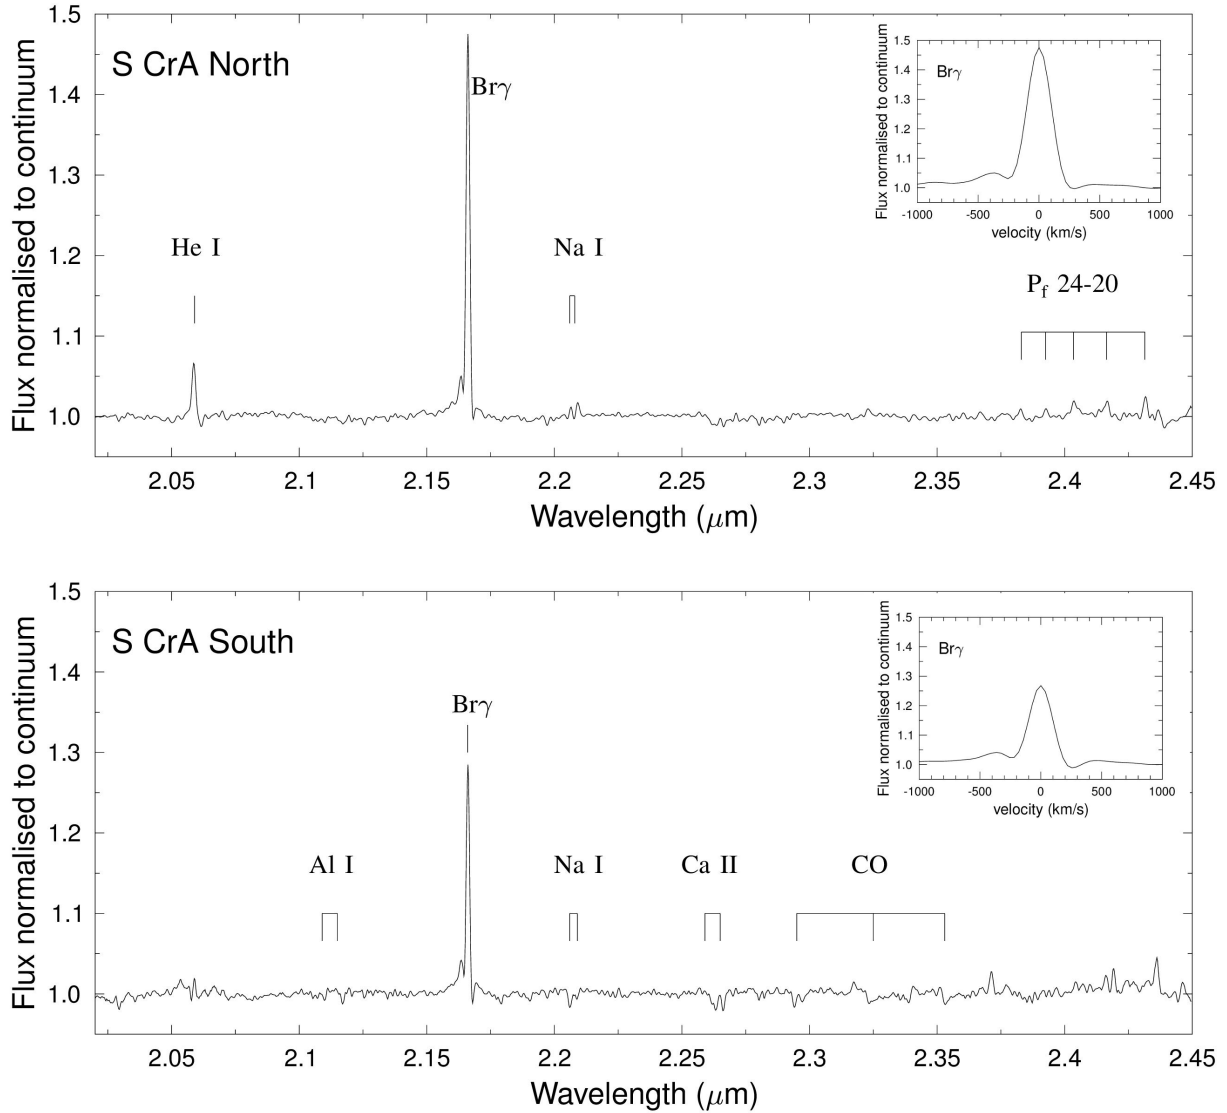 S CrA North
Flux normalised to continuum
1.5
1.4
1.3
1.2
1.1
1.0
He I
Brγ
Na I
P_f 24-20
2.05 2.1 2.15 2.2 2.25 2.3 2.35 2.4 2.45
Wavelength (μm)
Brγ
Flux normalised to continuum
1.5
1.4
1.3
1.2
1.1
1.0
-1000 -500 0 500 1000
velocity (km/s)
S CrA South
Flux normalised to continuum
1.5
1.4
1.3
1.2
1.1
1.0
Al I
Brγ
Na I
Ca II
CO
2.05 2.1 2.15 2.2 2.25 2.3 2.35 2.4 2.45
Wavelength (μm)
Brγ
Flux normalised to continuum
1.5
1.4
1.3
1.2
1.1
1.0
-1000 -500 0 500 1000
velocity (km/s)